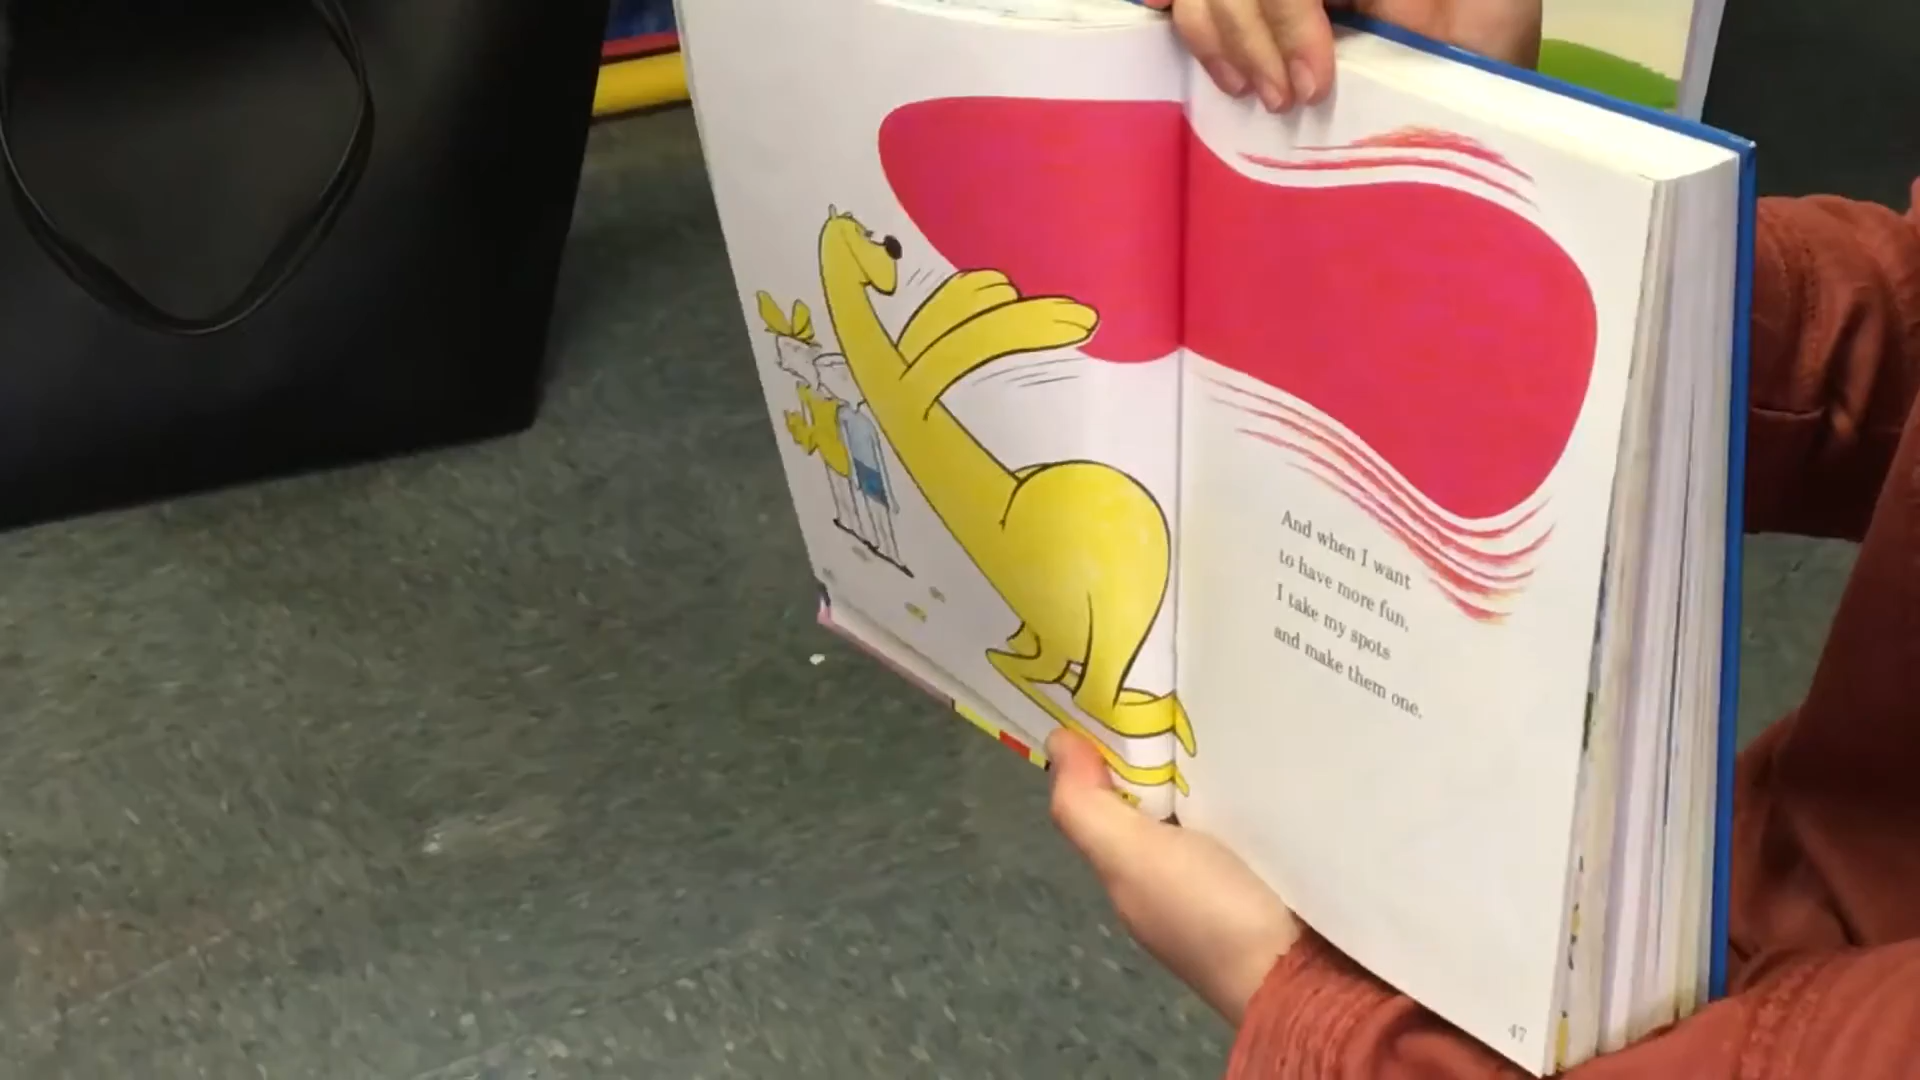 And when I want
to have more fun,
I take my spots
and make them one.
47